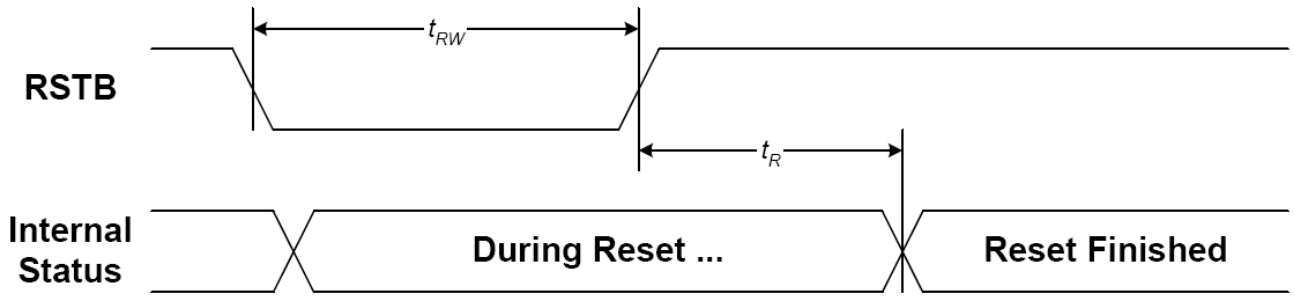 t_RW
RSTB
t_R
Internal
Status
During Reset ...
Reset Finished